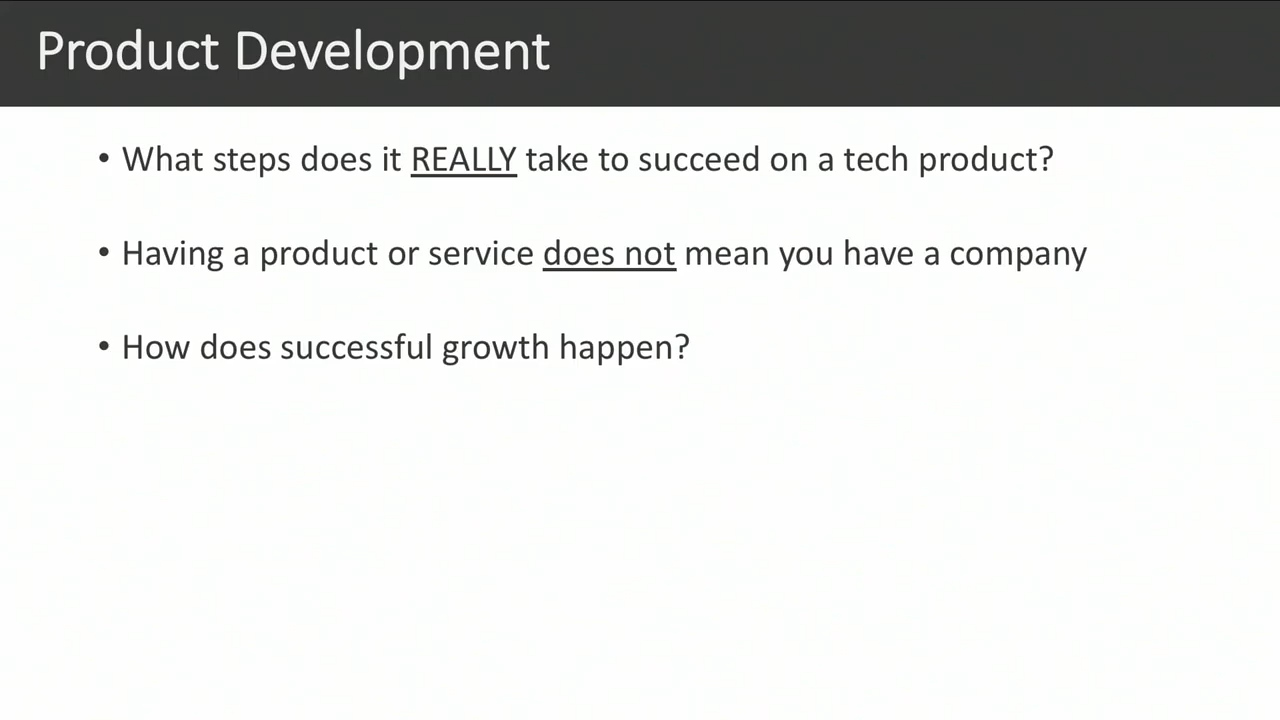 Product Development
• What steps does it REALLY take to succeed on a tech product?
• Having a product or service does not mean you have a company
• How does successful growth happen?